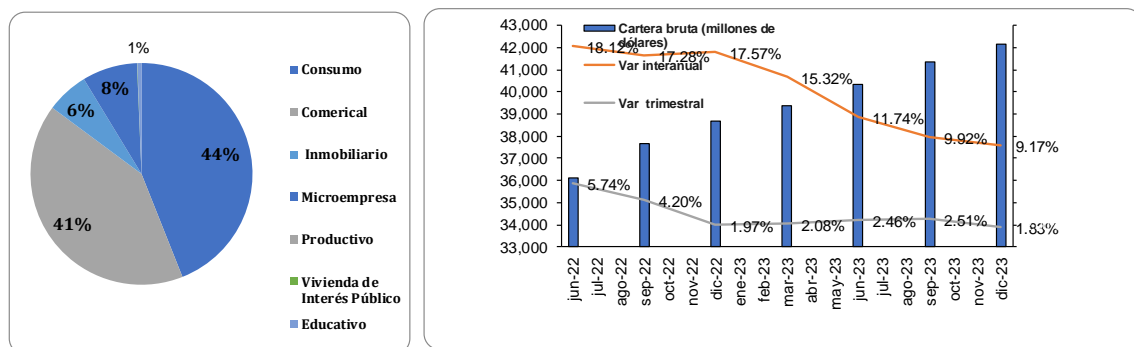 1%
8%
6%
44%
41%
Consumo
Comerical
Inmobiliario
Microempresa
Productivo
Vivienda de
Interés Público
Educativo
43,000
42,000
41,000
40,000
39,000
38,000
37,000
36,000
35,000
34,000
33,000
Cartera bruta (millones de
dólares)
Var interanual
Var trimestral
18.12%
17.28%
17.57%
15.32%
11.74%
9.92%
9.17%
5.74%
4.20%
1.97%
2.08%
2.46%
2.51%
1.83%
jun-22
jul-22
ago-22
sep-22
oct-22
nov-22
dic-22
ene-23
feb-23
mar-23
abr-23
may-23
jun-23
jul-23
ago-23
sep-23
oct-23
nov-23
dic-23